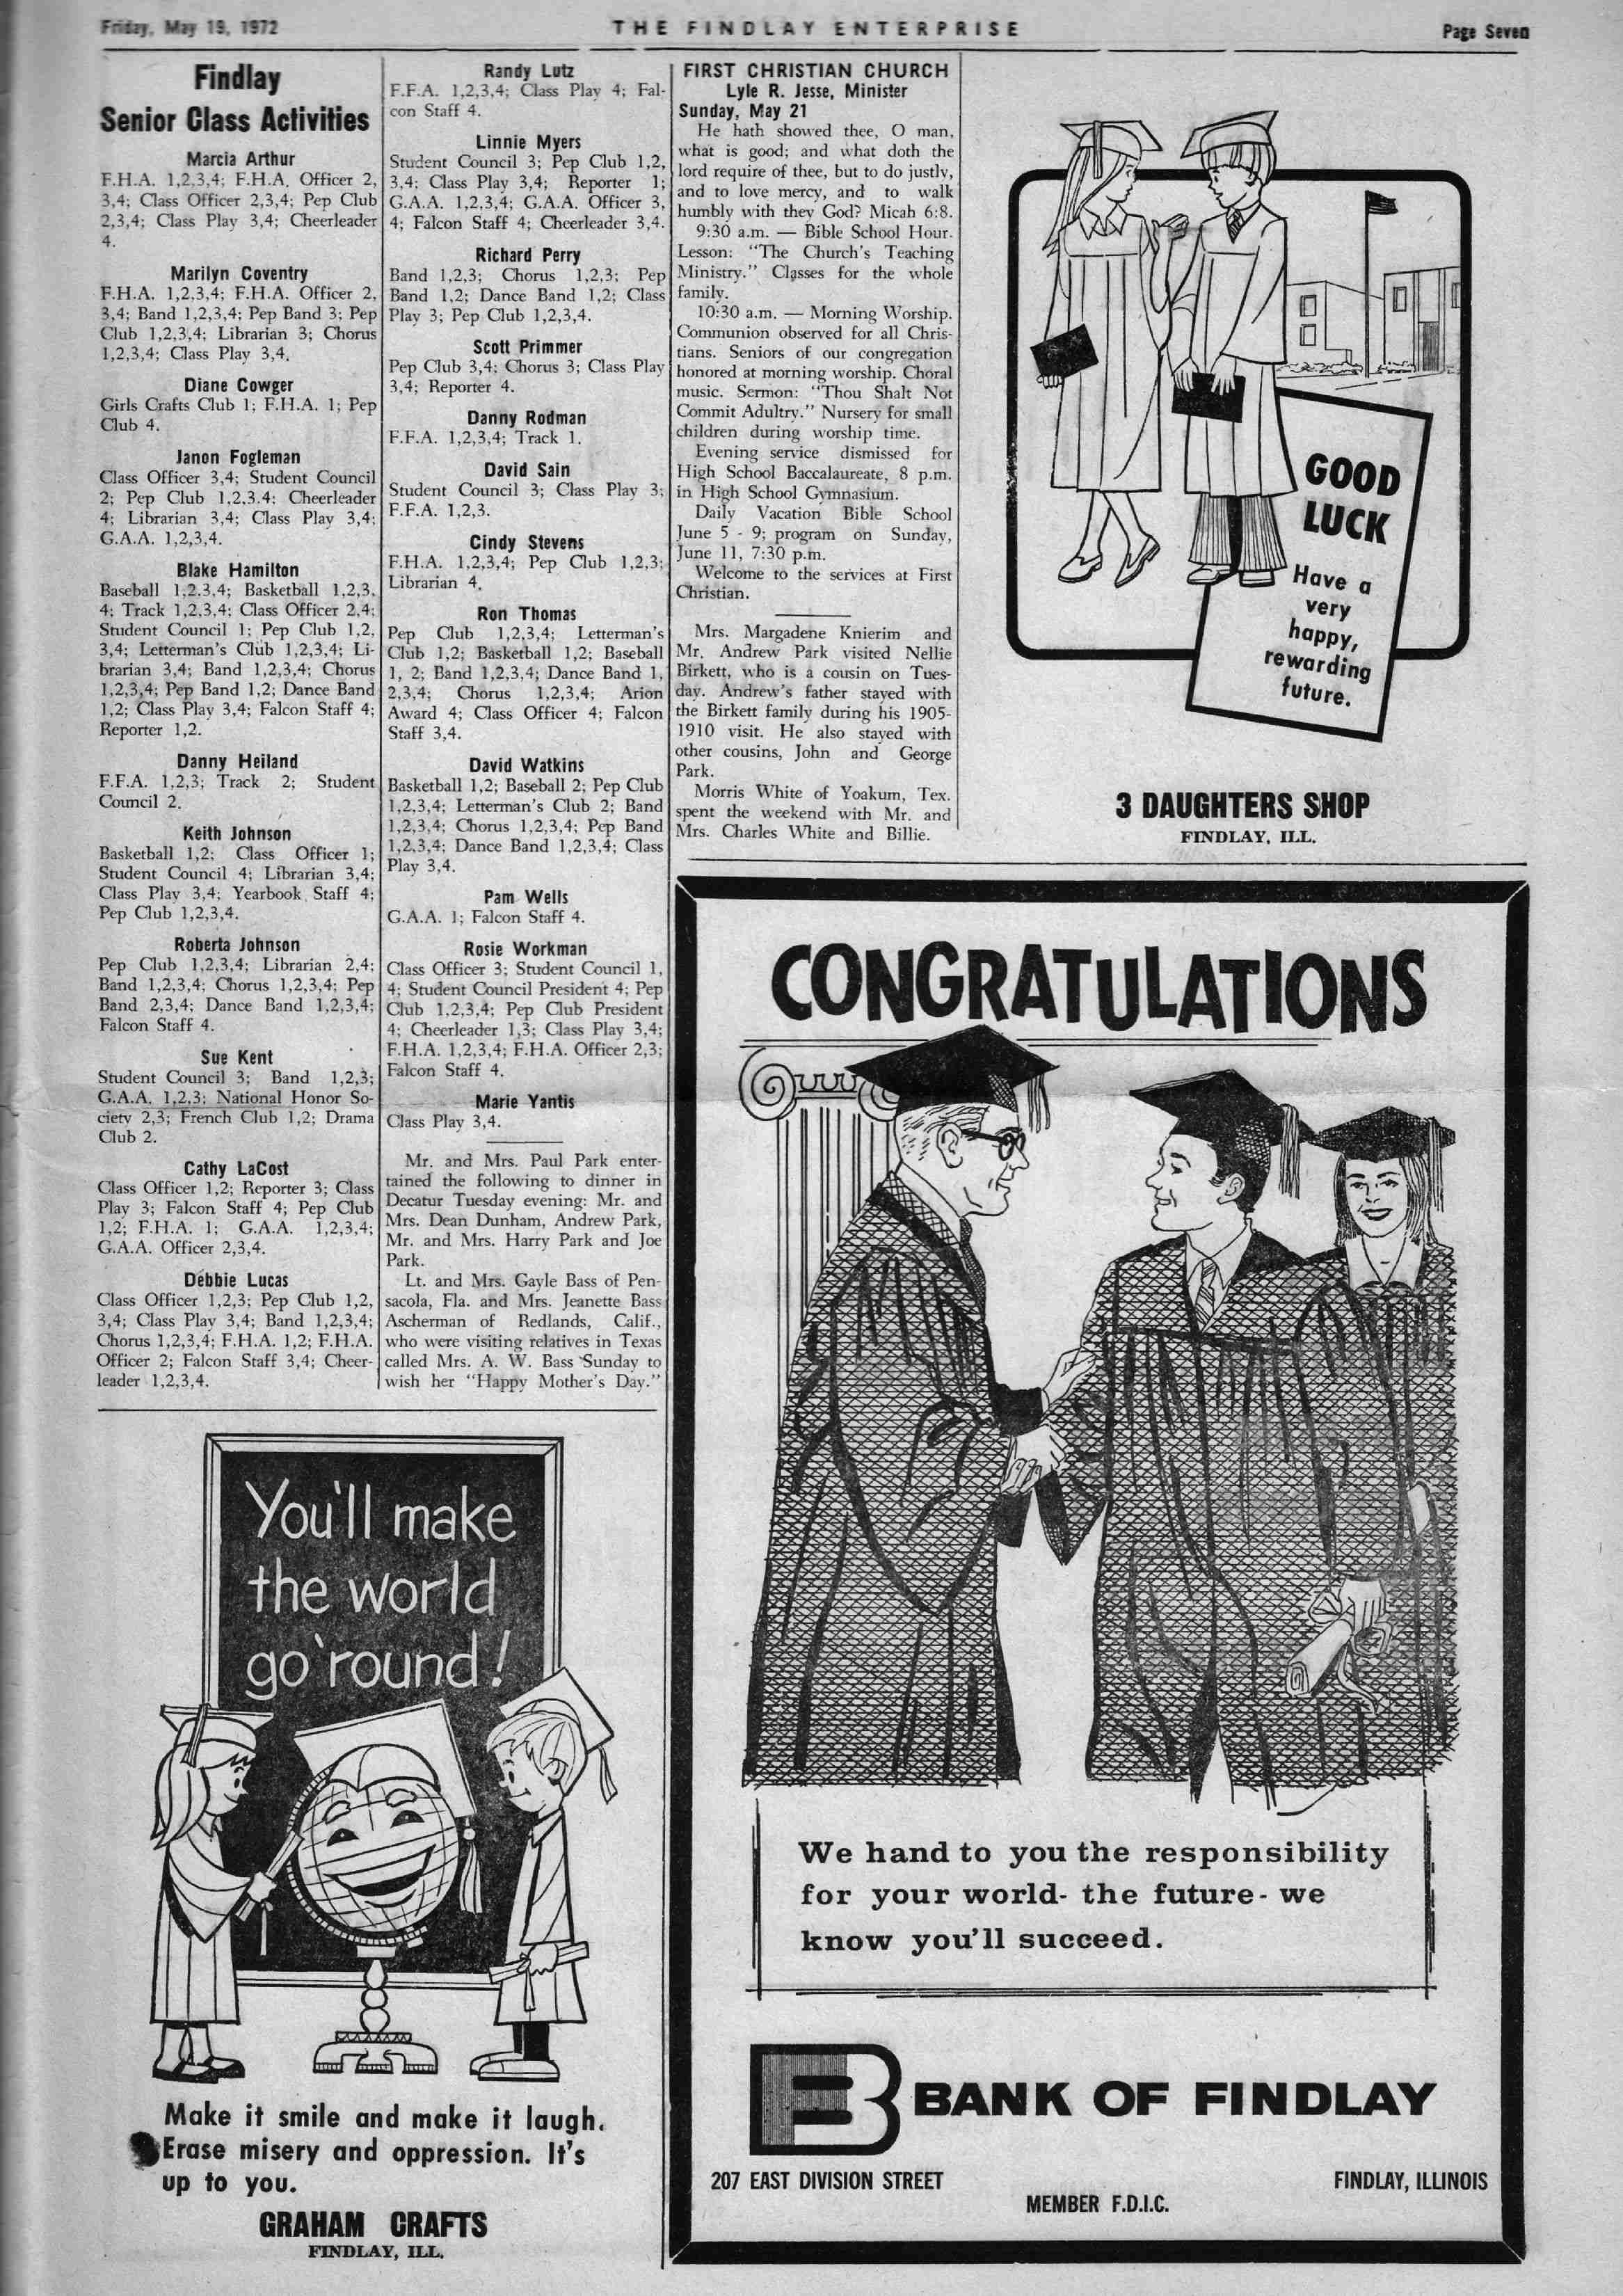 Friday, May 19, 1972
THE FINDLAY ENTERPRISE
Page Seven
Findlay
Senior Class Activities
Marcia Arthur
F.H.A. 1,2,3,4; F.H.A. Officer 2,
3,4; Class Officer 2,3,4; Pep Club
2,3,4; Class Play 3,4; Cheerleader
4.
Marilyn Coventry
F.H.A. 1,2,3,4; F.H.A. Officer 2,
3,4; Band 1,2,3,4; Pep Band 3; Pep
Club 1,2,3,4; Librarian 3; Chorus
1,2,3,4; Class Play 3,4.
Diane Cowger
Girls Crafts Club 1; F.H.A. 1; Pep
Club 4.
Janon Fogleman
Class Officer 3,4; Student Council
2; Pep Club 1,2,3,4; Cheerleader
4; Librarian 3,4; Class Play 3,4;
G.A.A. 1,2,3,4.
Blake Hamilton
Baseball 1,2,3,4; Basketball 1,2,3,
4; Track 1,2,3,4; Class Officer 2,4;
Student Council 1; Pep Club 1,2,
3,4; Letterman's Club 1,2,3,4; Li-
brarian 3,4; Band 1,2,3,4; Chorus
1,2,3,4; Pep Band 1,2; Dance Band
1,2; Class Play 3,4; Falcon Staff 4;
Reporter 1,2.
Danny Heiland
F.F.A. 1,2,3; Track 2; Student
Council 2.
Keith Johnson
Basketball 1,2; Class Officer 1;
Student Council 4; Librarian 3,4;
Class Play 3,4; Yearbook Staff 4;
Pep Club 1,2,3,4.
Roberta Johnson
Pep Club 1,2,3,4; Librarian 2,4;
Band 1,2,3,4; Chorus 1,2,3,4; Pep
Band 2,3,4; Dance Band 1,2,3,4;
Falcon Staff 4.
Sue Kent
Student Council 3; Band 1,2,3;
G.A.A. 1,2,3; National Honor So-
ciety 2,3; French Club 1,2; Drama
Club 2.
Cathy LaCost
Class Officer 1,2; Reporter 3; Class
Play 3; Falcon Staff 4; Pep Club
1,2; F.H.A. 1; G.A.A. 1,2,3,4;
G.A.A. Officer 2,3,4.
Debbie Lucas
Class Officer 1,2,3; Pep Club 1,2,
3,4; Class Play 3,4; Band 1,2,3,4;
Chorus 1,2,3,4; F.H.A. 1,2; F.H.A.
Officer 2; Falcon Staff 3,4; Cheer-
leader 1,2,3,4.
Randy Lutz
F.F.A. 1,2,3,4; Class Play 4; Fal-
con Staff 4.
Linnie Myers
Student Council 3; Pep Club 1,2,
3,4; Class Play 3,4; Reporter 1;
G.A.A. 1,2,3,4; G.A.A. Officer 3,
4; Falcon Staff 4; Cheerleader 3,4.
Richard Perry
Band 1,2,3; Chorus 1,2,3; Pep
Band 1,2; Dance Band 1,2; Class
Play 3; Pep Club 1,2,3,4.
Scott Primmer
Pep Club 3,4; Chorus 3; Class Play
3,4; Reporter 4.
Danny Rodman
F.F.A. 1,2,3,4; Track 1.
David Sain
Student Council 3; Class Play 3;
F.F.A. 1,2,3.
Cindy Stevens
F.H.A. 1,2,3,4; Pep Club 1,2,3;
Librarian 4.
Ron Thomas
Pep Club 1,2,3,4; Letterman's
Club 1,2; Basketball 1,2; Baseball
1, 2; Band 1,2,3,4; Dance Band 1,
2,3,4; Chorus 1,2,3,4; Arion
Award 4; Class Officer 4; Falcon
Staff 3,4.
David Watkins
Basketball 1,2; Baseball 2; Pep Club
1,2,3,4; Letterman's Club 2; Band
1,2,3,4; Chorus 1,2,3,4; Pep Band
1,2,3,4; Dance Band 1,2,3,4; Class
Play 3,4.
Pam Wells
G.A.A. 1; Falcon Staff 4.
Rosie Workman
Class Officer 3; Student Council 1,
4; Student Council President 4; Pep
Club 1,2,3,4; Pep Club President
4; Cheerleader 1,3; Class Play 3,4;
F.H.A. 1,2,3,4; F.H.A. Officer 2,3;
Falcon Staff 4.
Marie Yantis
Class Play 3,4.
Mr. and Mrs. Paul Park enter-
tained the following to dinner in
Decatur Tuesday evening: Mr. and
Mrs. Dean Dunham, Andrew Park,
Mr. and Mrs. Harry Park and Joe
Park.
Lt. and Mrs. Gayle Bass of Pen-
sacola, Fla. and Mrs. Jeanette Bass
Ascherman of Redlands, Calif.,
who were visiting relatives in Texas
called Mrs. A. W. Bass Sunday to
wish her "Happy Mother's Day."
FIRST CHRISTIAN CHURCH
Lyle R. Jesse, Minister
Sunday, May 21
He hath showed thee, O man,
what is good; and what doth the
lord require of thee, but to do justly,
and to love mercy, and to walk
humbly with they God? Micah 6:8.
9:30 a.m. — Bible School Hour.
Lesson: "The Church's Teaching
Ministry." Classes for the whole
family.
10:30 a.m. — Morning Worship.
Communion observed for all Chris-
tians. Seniors of our congregation
honored at morning worship. Choral
music. Sermon: "Thou Shalt Not
Commit Adultry." Nursery for small
children during worship time.
Evening service dismissed for
High School Baccalaureate, 8 p.m.
in High School Gymnasium.
Daily Vacation Bible School
June 5 - 9; program on Sunday,
June 11, 7:30 p.m.
Welcome to the services at First
Christian.
Mrs. Margadene Knierim and
Mr. Andrew Park visited Nellie
Birkett, who is a cousin on Tues-
day. Andrew's father stayed with
the Birkett family during his 1905-
1910 visit. He also stayed with
other cousins, John and George
Park.
Morris White of Yoakum, Tex.
spent the weekend with Mr. and
Mrs. Charles White and Billie.
GOOD
LUCK
Have a
very
happy,
rewarding
future.
3 DAUGHTERS SHOP
FINDLAY, ILL.
CONGRATULATIONS
We hand to you the responsibility
for your world- the future- we
know you'll succeed.
FB BANK OF FINDLAY
207 EAST DIVISION STREET
FINDLAY, ILLINOIS
MEMBER F.D.I.C.
You'll make
the world
go 'round!
Make it smile and make it laugh.
Erase misery and oppression. It's
up to you.
GRAHAM CRAFTS
FINDLAY, ILL.